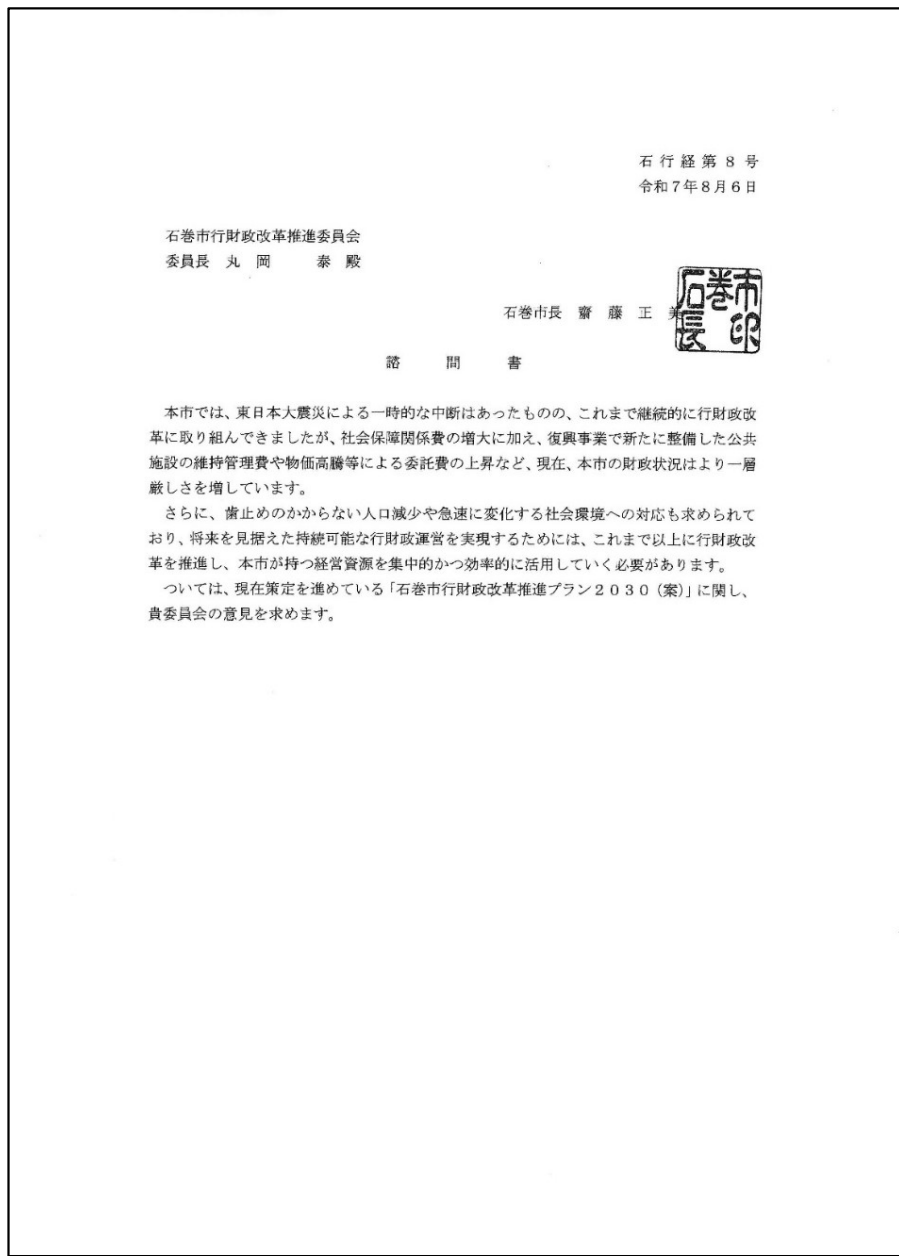 石行経第８号
令和７年８月６日
石巻市行財政改革推進委員会
委員長 丸岡 泰 殿
石巻市長 齋藤正美
石巻市長印
諮問書
本市では、東日本大震災による一時的な中断はあったものの、これまで継続的に行財政改
革に取り組んできましたが、社会保障関係費の増大に加え、復興事業で新たに整備した公共
施設の維持管理費や物価高騰等による委託費の上昇など、現在、本市の財政状況はより一層
厳しさを増しています。
さらに、歯止めのかからない人口減少や急速に変化する社会環境への対応も求められて
おり、将来を見据えた持続可能な行財政運営を実現するためには、これまで以上に行財政改
革を推進し、本市が持つ経営資源を集中的かつ効率的に活用していく必要があります。
ついては、現在策定を進めている「石巻市行財政改革推進プラン２０３０（案）」に関し、
貴委員会の意見を求めます。